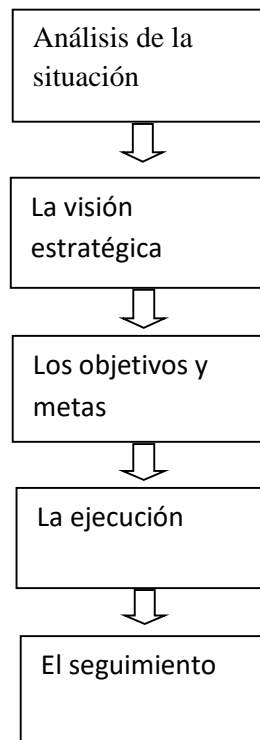 Análisis de la
situación
La visión
estratégica
Los objetivos y
metas
La ejecución
El seguimiento